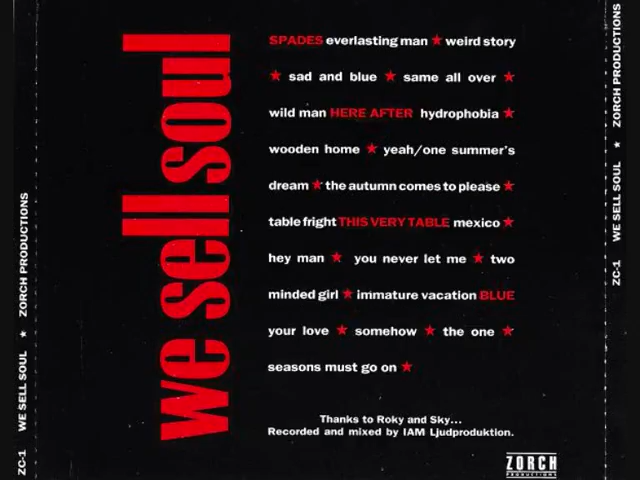 we sell soul
SPADES everlasting man ★ weird story
★ sad and blue ★ same all over ★
wild man HERE AFTER hydrophobia ★
wooden home ★ yeah/one summer's
dream ★ the autumn comes to please ★
table fright THIS VERY TABLE mexico ★
hey man ★ you never let me ★ two
minded girl ★ immature vacation BLUE
your love ★ somehow ★ the one ★
seasons must go on ★
Thanks to Roky and Sky...
Recorded and mixed by IAM Ljudproduktion.
ZORCH
PRODUCTIONS
ZC-1 WE SELL SOUL ★ ZORCH PRODUCTIONS
ZC-1 WE SELL SOUL ★ ZORCH PRODUCTIONS